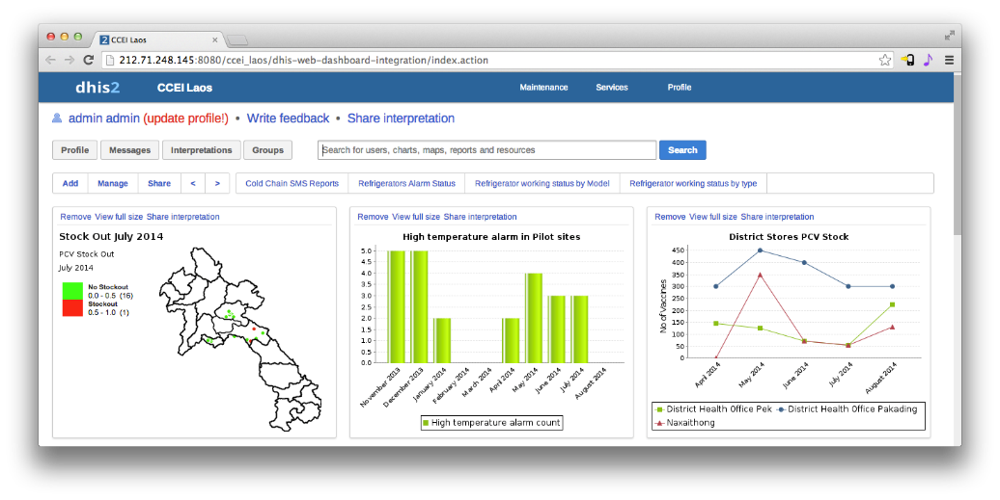 CCEI Laos
212.71.248.145:8080/ccei_laos/dhis-web-dashboard-integration/index.action
dhis2 CCEI Laos Maintenance Services Profile
admin admin (update profile!) • Write feedback • Share interpretation
Profile Messages Interpretations Groups Search for users, charts, maps, reports and resources Search
Add Manage Share < > Cold Chain SMS Reports Refrigerators Alarm Status Refrigerator working status by Model Refrigerator working status by type
Remove View full size Share interpretation
Stock Out July 2014
PCV Stock Out
July 2014
No Stockout
0.0 - 0.5 (16)
Stockout
0.5 - 1.0 (1)
Remove View full size Share interpretation
High temperature alarm in Pilot sites
5.0
4.5
4.0
3.5
3.0
2.5
2.0
1.5
1.0
0.5
0.0
November 2013 December 2013 January 2014 February 2014 March 2014 April 2014 May 2014 June 2014 July 2014 August 2014
High temperature alarm count
Remove View full size Share interpretation
District Stores PCV Stock
No of Vaccines
450
400
350
300
250
200
150
100
50
0
April 2014 May 2014 June 2014 July 2014 August 2014
District Health Office Pek District Health Office Pakading
Naxaithong